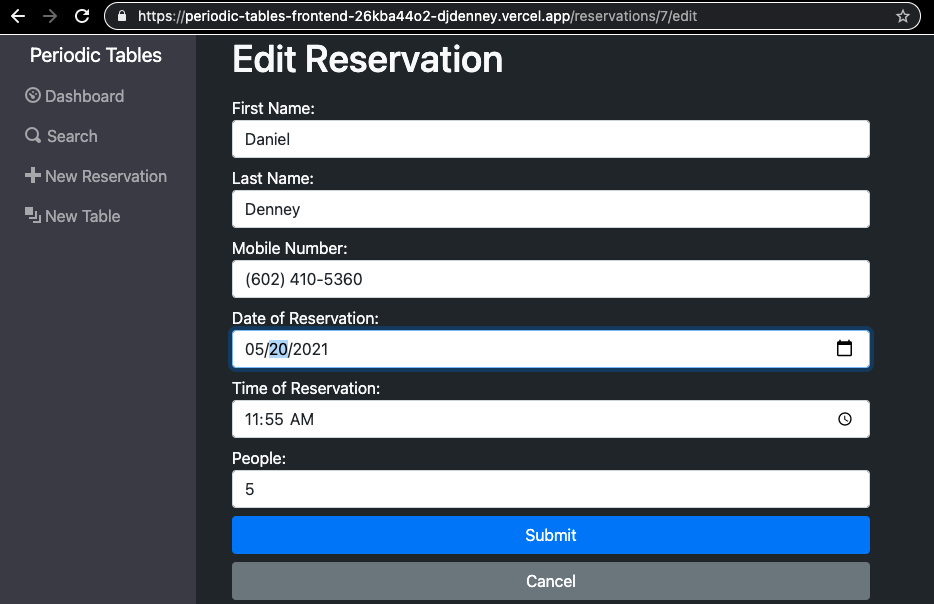 https://periodic-tables-frontend-26kba44o2-djdenney.vercel.app/reservations/7/edit
Periodic Tables
Dashboard
Search
New Reservation
New Table
Edit Reservation
First Name:
Daniel
Last Name:
Denney
Mobile Number:
(602) 410-5360
Date of Reservation:
05/20/2021
Time of Reservation:
11:55 AM
People:
5
Submit
Cancel